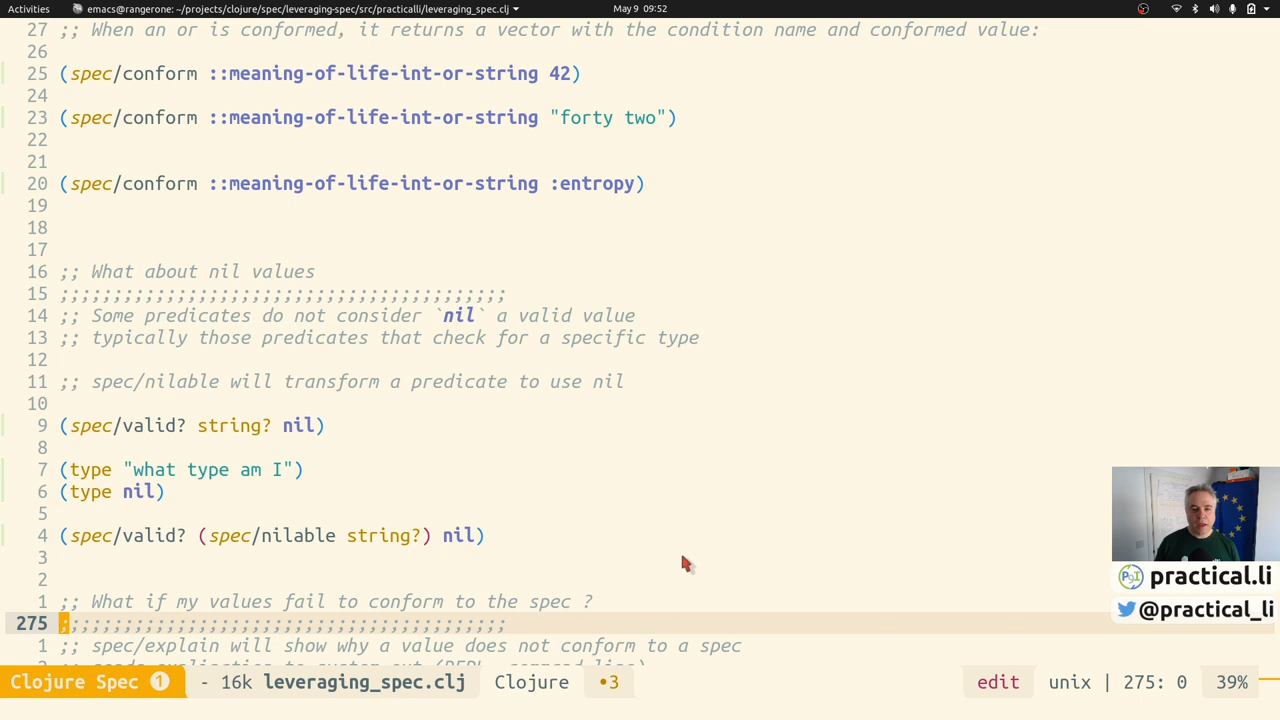 Activities emacs@rangerone: ~/projects/clojure/spec/leveraging-spec/src/practicalli/leveraging_spec.clj May 9 09:52
27 ;; When an or is conformed, it returns a vector with the condition name and conformed value:
26
25 (spec/conform ::meaning-of-life-int-or-string 42)
24
23 (spec/conform ::meaning-of-life-int-or-string "forty two")
22
21
20 (spec/conform ::meaning-of-life-int-or-string :entropy)
19
18
17
16 ;; What about nil values
15 ;;;;;;;;;;;;;;;;;;;;;;;;;;;;;;;;;;;;;;;;;;
14 ;; Some predicates do not consider `nil` a valid value
13 ;; typically those predicates that check for a specific type
12
11 ;; spec/nilable will transform a predicate to use nil
10
9 (spec/valid? string? nil)
8
7 (type "what type am I")
6 (type nil)
5
4 (spec/valid? (spec/nilable string?) nil)
3
2
1 ;; What if my values fail to conform to the spec ?
275 ;;;;;;;;;;;;;;;;;;;;;;;;;;;;;;;;;;;;;;;;;;
1 ;; spec/explain will show why a value does not conform to a spec
practical.li
@practical_li
Clojure Spec 1 - 16k leveraging_spec.clj Clojure •3 edit unix | 275: 0 39%